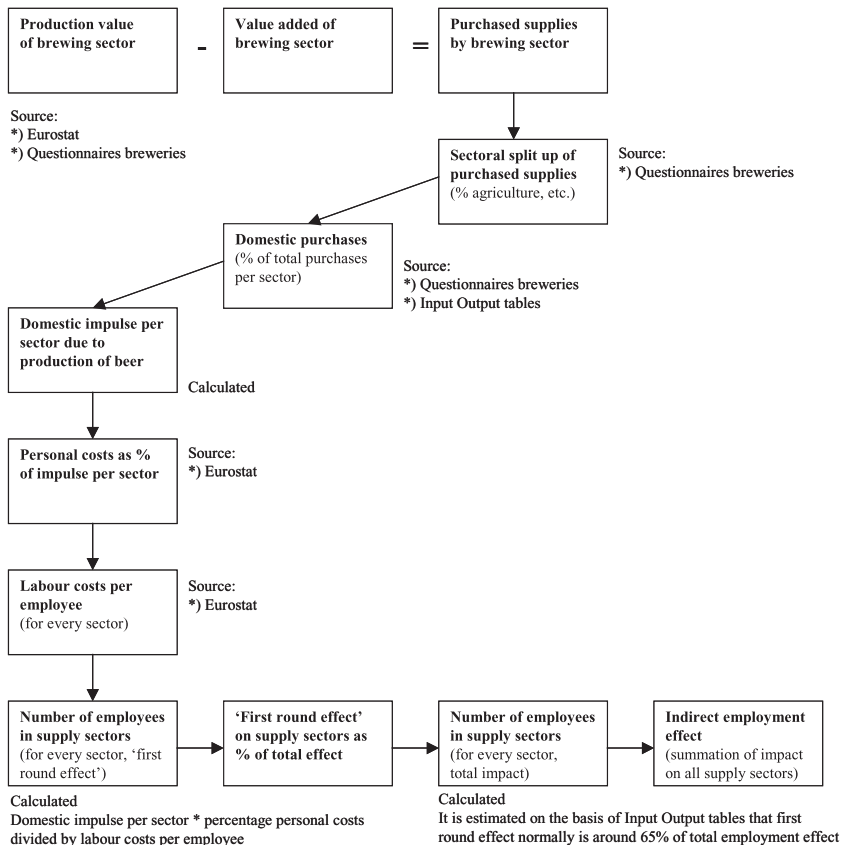 Production value
of brewing sector
-
Value added of
brewing sector
=
Purchased supplies
by brewing sector
Source:
*) Eurostat
*) Questionnaires breweries
Sectoral split up of
purchased supplies
(% agriculture, etc.)
Source:
*) Questionnaires breweries
Domestic purchases
(% of total purchases
per sector)
Source:
*) Questionnaires breweries
*) Input Output tables
Domestic impulse per
sector due to
production of beer
Calculated
Personal costs as %
of impulse per sector
Source:
*) Eurostat
Labour costs per
employee
(for every sector)
Source:
*) Eurostat
Number of employees
in supply sectors
(for every sector, ‘first
round effect’)
‘First round effect’
on supply sectors as
% of total effect
Number of employees
in supply sectors
(for every sector,
total impact)
Indirect employment
effect
(summation of impact
on all supply sectors)
Calculated
Domestic impulse per sector * percentage personal costs
divided by labour costs per employee
Calculated
It is estimated on the basis of Input Output tables that first
round effect normally is around 65% of total employment effect